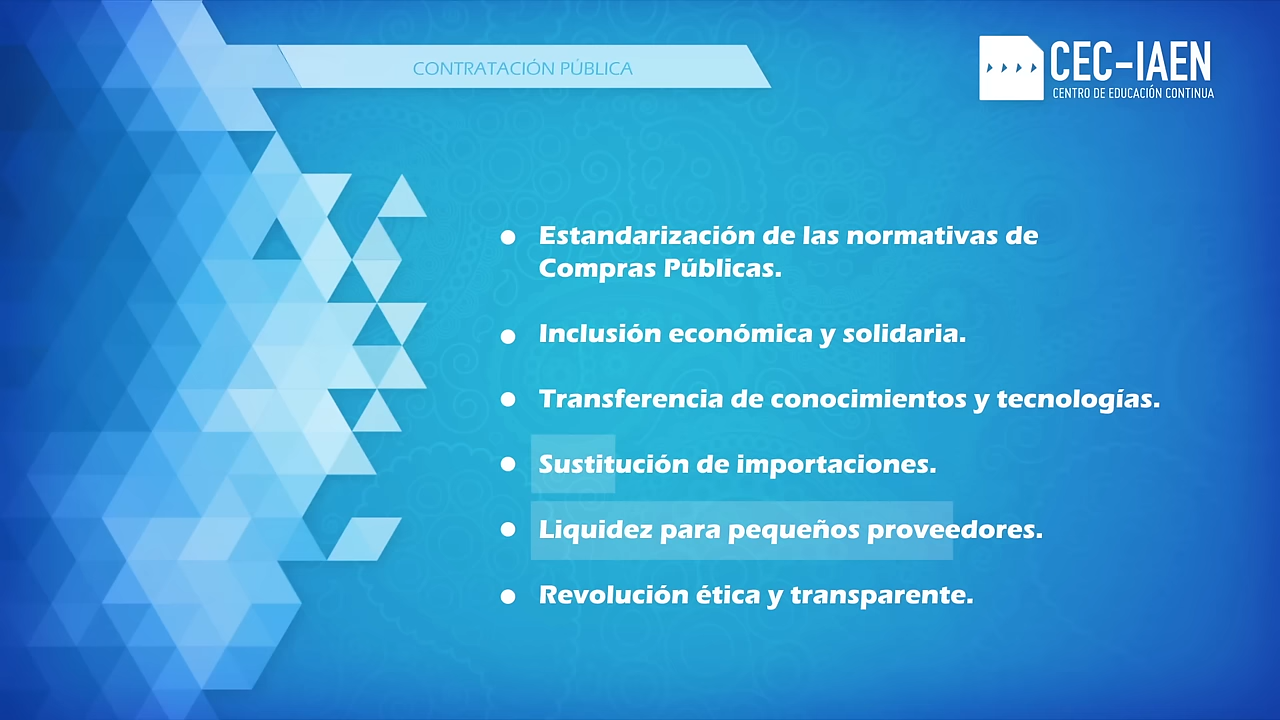 CONTRATACIÓN PÚBLICA
CEC-IAEN
CENTRO DE EDUCACIÓN CONTINUA
• Estandarización de las normativas de
Compras Públicas.
• Inclusión económica y solidaria.
• Transferencia de conocimientos y tecnologías.
• Sustitución de importaciones.
• Liquidez para pequeños proveedores.
• Revolución ética y transparente.